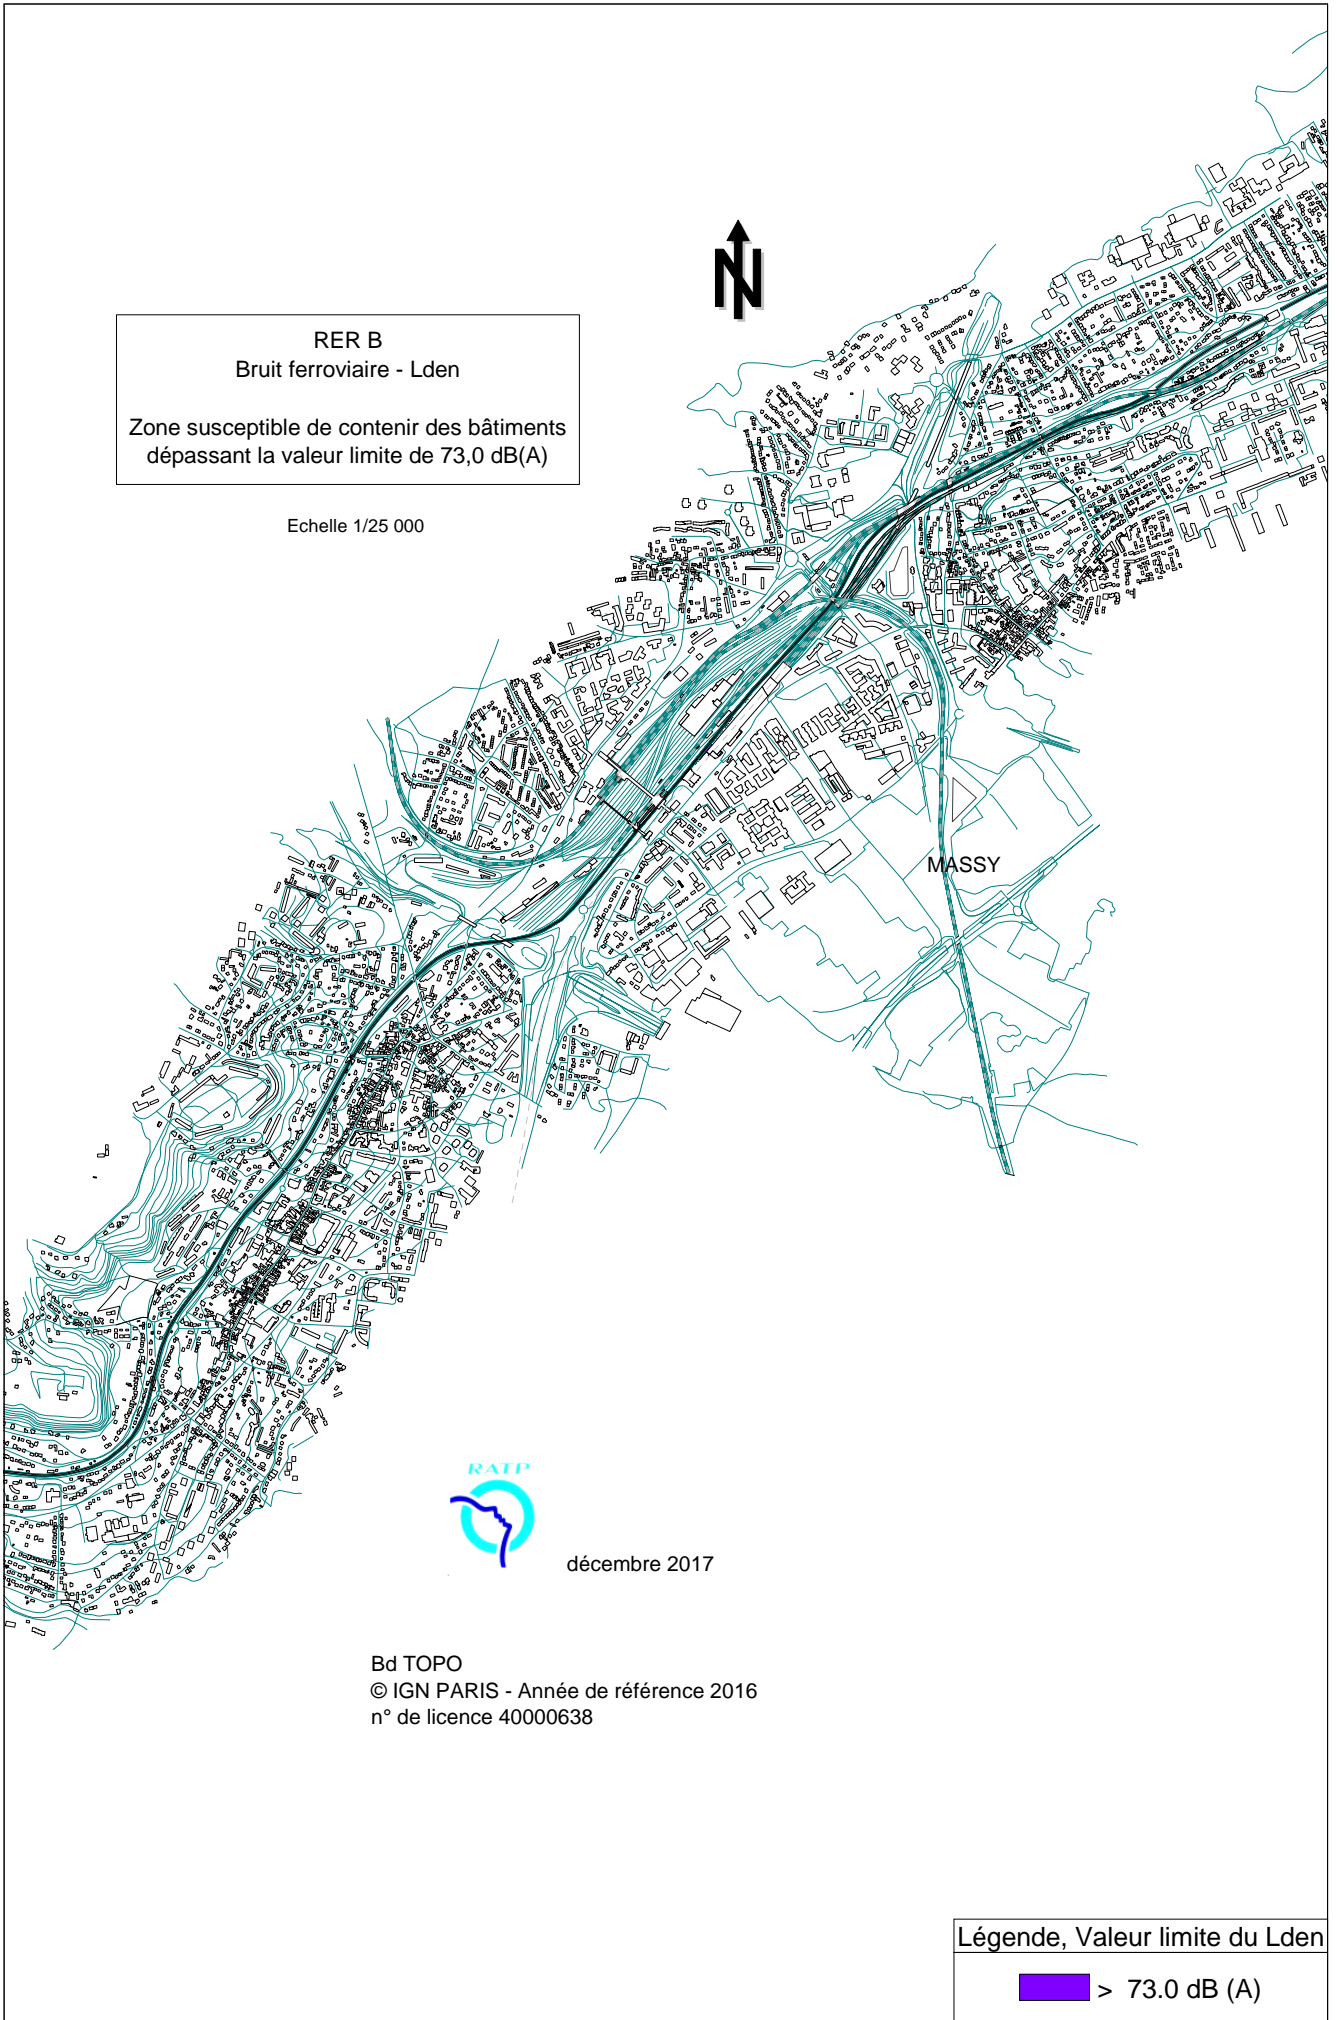 N
RER B
Bruit ferroviaire - Lden
Zone susceptible de contenir des bâtiments
dépassant la valeur limite de 73,0 dB(A)
Echelle 1/25 000
MASSY
RATP
décembre 2017
Bd TOPO
© IGN PARIS - Année de référence 2016
n° de licence 40000638
Légende, Valeur limite du Lden
> 73.0 dB (A)